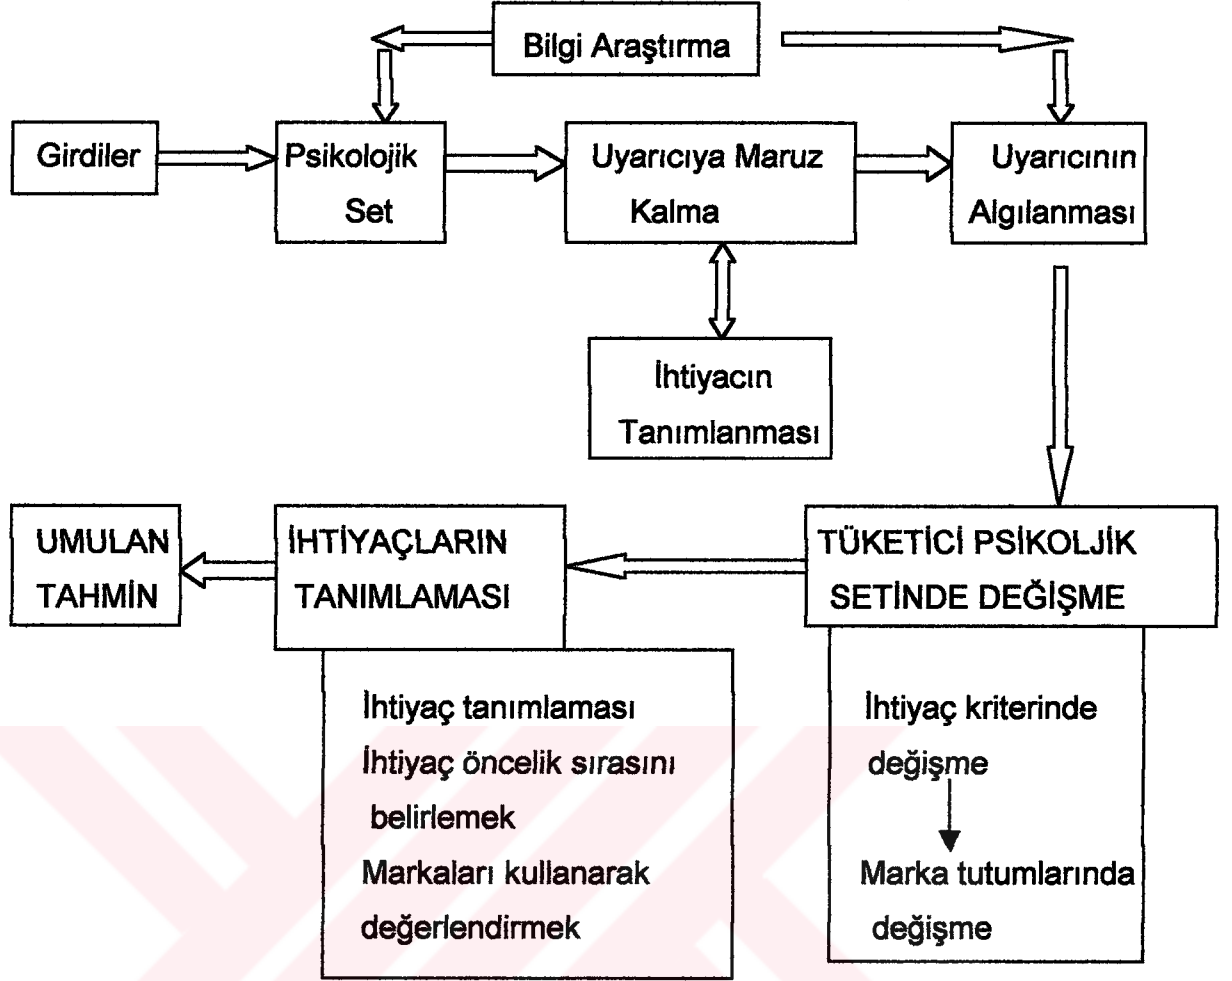 Bilgi Araştırma
Girdiler
Psikolojik
Set
Uyarıcıya Maruz
Kalma
Uyarıcının
Algılanması
İhtiyacın
Tanımlanması
UMULAN
TAHMİN
İHTİYAÇLARIN
TANIMLAMASI
TÜKETİCİ PSİKOLJİK
SETİNDE DEĞİŞME
İhtiyaç tanımlaması
İhtiyaç öncelik sırasını
belirlemek
Markaları kullanarak
değerlendirmek
İhtiyaç kriterinde
değişme
Marka tutumlarında
değişme